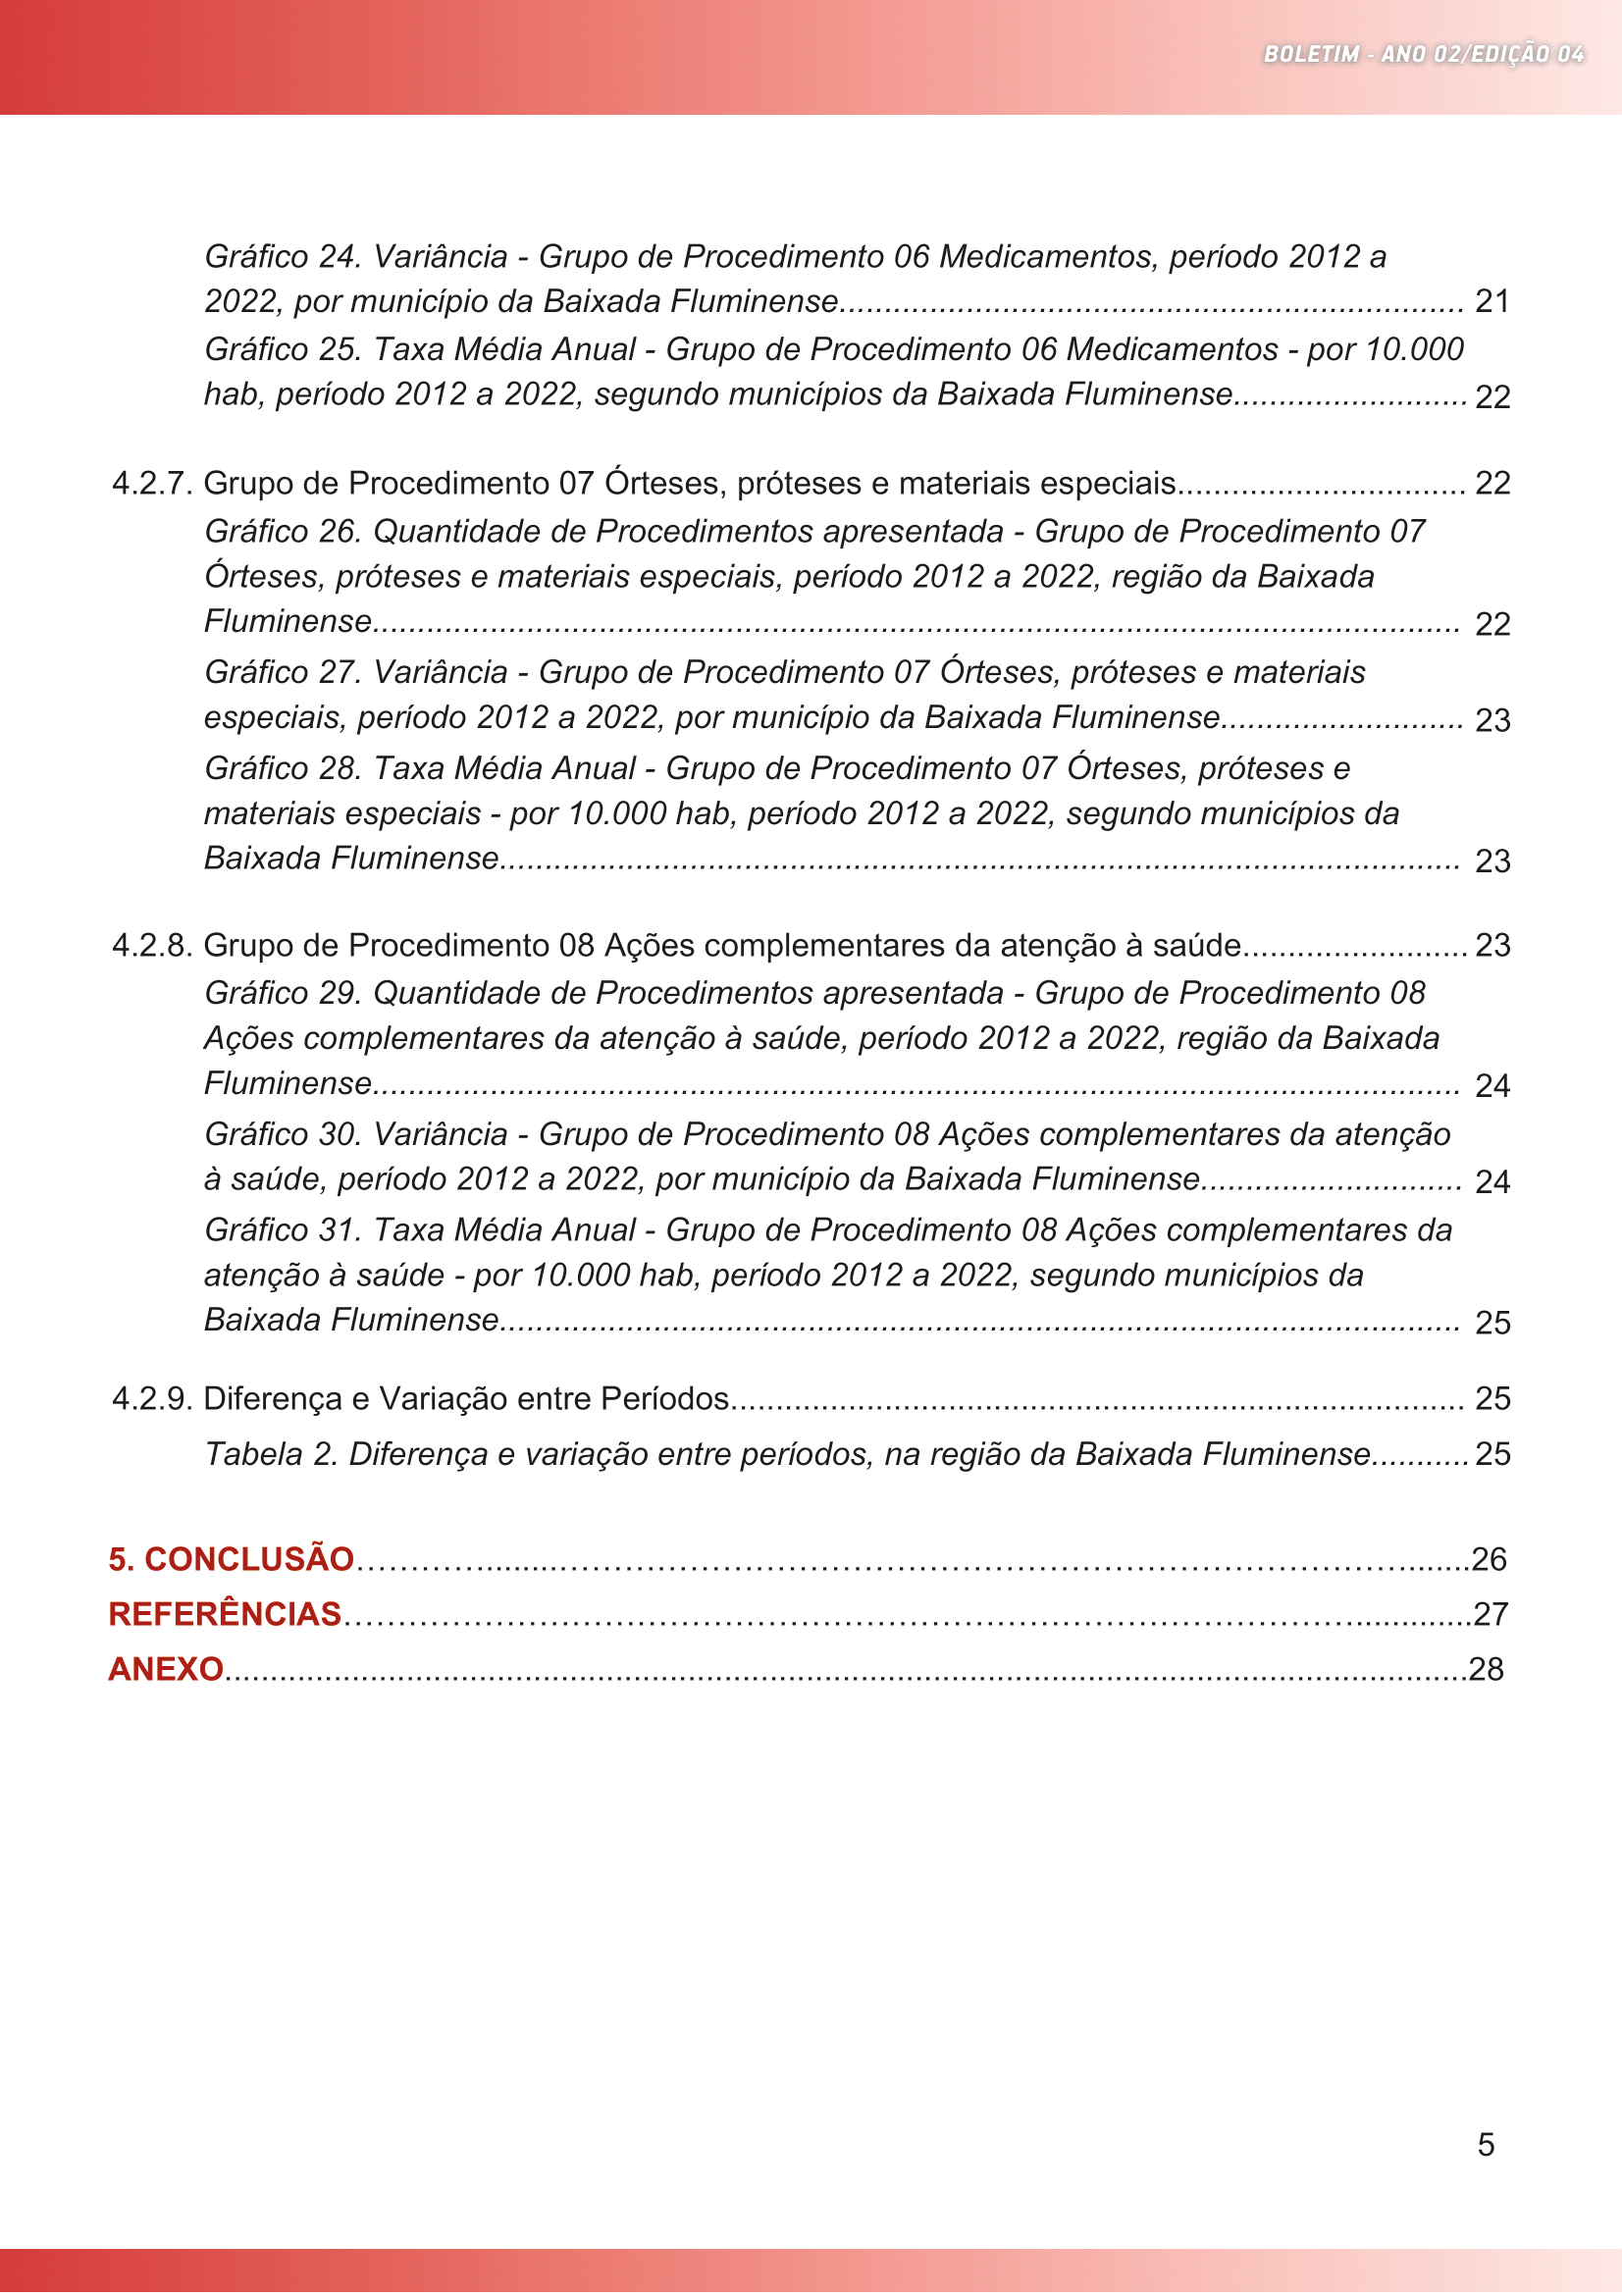 BOLETIM - ANO 02/EDIÇÃO 04
Gráfico 24. Variância - Grupo de Procedimento 06 Medicamentos, período 2012 a
2022, por município da Baixada Fluminense..................................................................... 21
Gráfico 25. Taxa Média Anual - Grupo de Procedimento 06 Medicamentos - por 10.000
hab, período 2012 a 2022, segundo municípios da Baixada Fluminense.......................... 22
4.2.7. Grupo de Procedimento 07 Órteses, próteses e materiais especiais................................ 22
Gráfico 26. Quantidade de Procedimentos apresentada - Grupo de Procedimento 07
Órteses, próteses e materiais especiais, período 2012 a 2022, região da Baixada
Fluminense........................................................................................................................ 22
Gráfico 27. Variância - Grupo de Procedimento 07 Órteses, próteses e materiais
especiais, período 2012 a 2022, por município da Baixada Fluminense........................... 23
Gráfico 28. Taxa Média Anual - Grupo de Procedimento 07 Órteses, próteses e
materiais especiais - por 10.000 hab, período 2012 a 2022, segundo municípios da
Baixada Fluminense.......................................................................................................... 23
4.2.8. Grupo de Procedimento 08 Ações complementares da atenção à saúde......................... 23
Gráfico 29. Quantidade de Procedimentos apresentada - Grupo de Procedimento 08
Ações complementares da atenção à saúde, período 2012 a 2022, região da Baixada
Fluminense........................................................................................................................ 24
Gráfico 30. Variância - Grupo de Procedimento 08 Ações complementares da atenção
à saúde, período 2012 a 2022, por município da Baixada Fluminense............................. 24
Gráfico 31. Taxa Média Anual - Grupo de Procedimento 08 Ações complementares da
atenção à saúde - por 10.000 hab, período 2012 a 2022, segundo municípios da
Baixada Fluminense.......................................................................................................... 25
4.2.9. Diferença e Variação entre Períodos................................................................................. 25
Tabela 2. Diferença e variação entre períodos, na região da Baixada Fluminense........... 25
5. CONCLUSÃO…………........……………………………………………………………………….......26
REFERÊNCIAS……………………………………………………………………………………….............27
ANEXO.........................................................................................................................................28
5